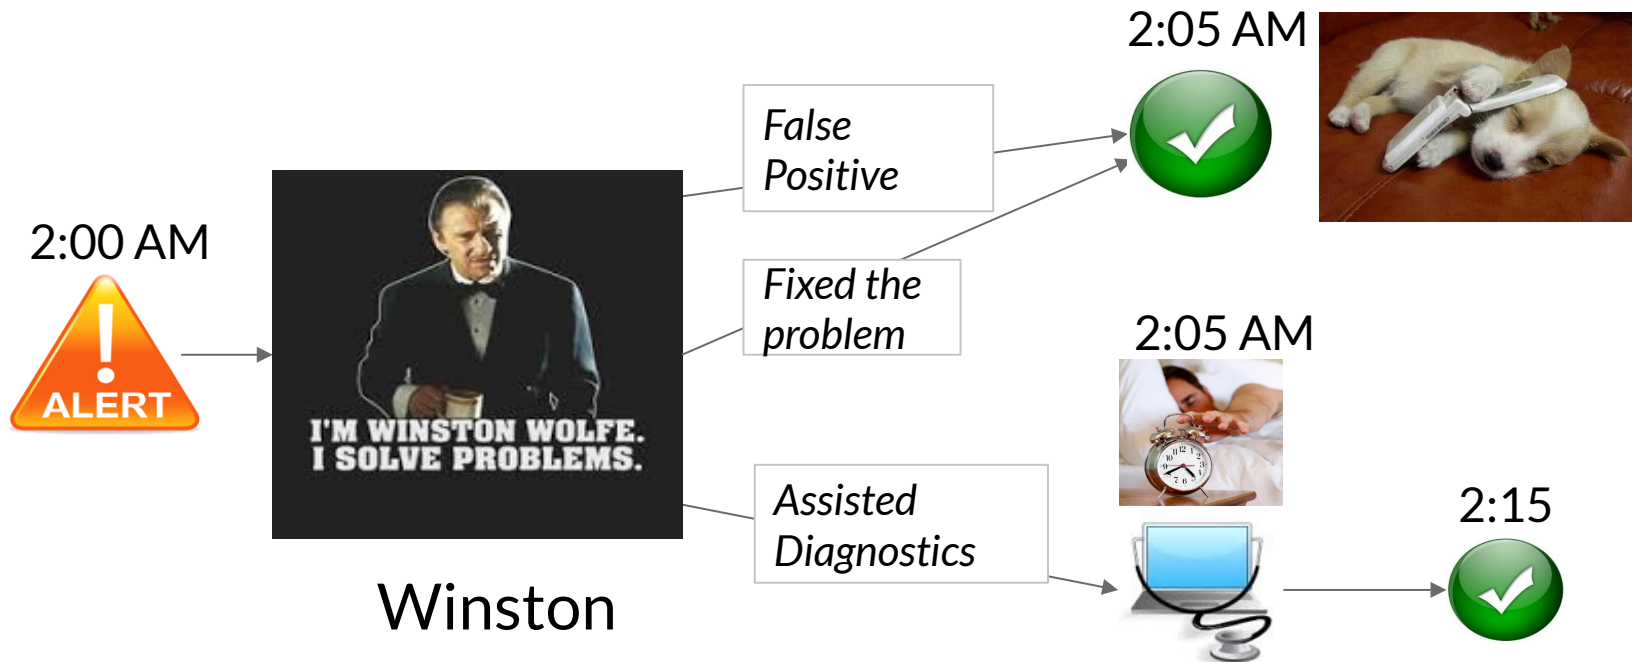 2:00 AM
ALERT
I'M WINSTON WOLFE.
I SOLVE PROBLEMS.
Winston
False
Positive
Fixed the
problem
Assisted
Diagnostics
2:05 AM
2:05 AM
2:15